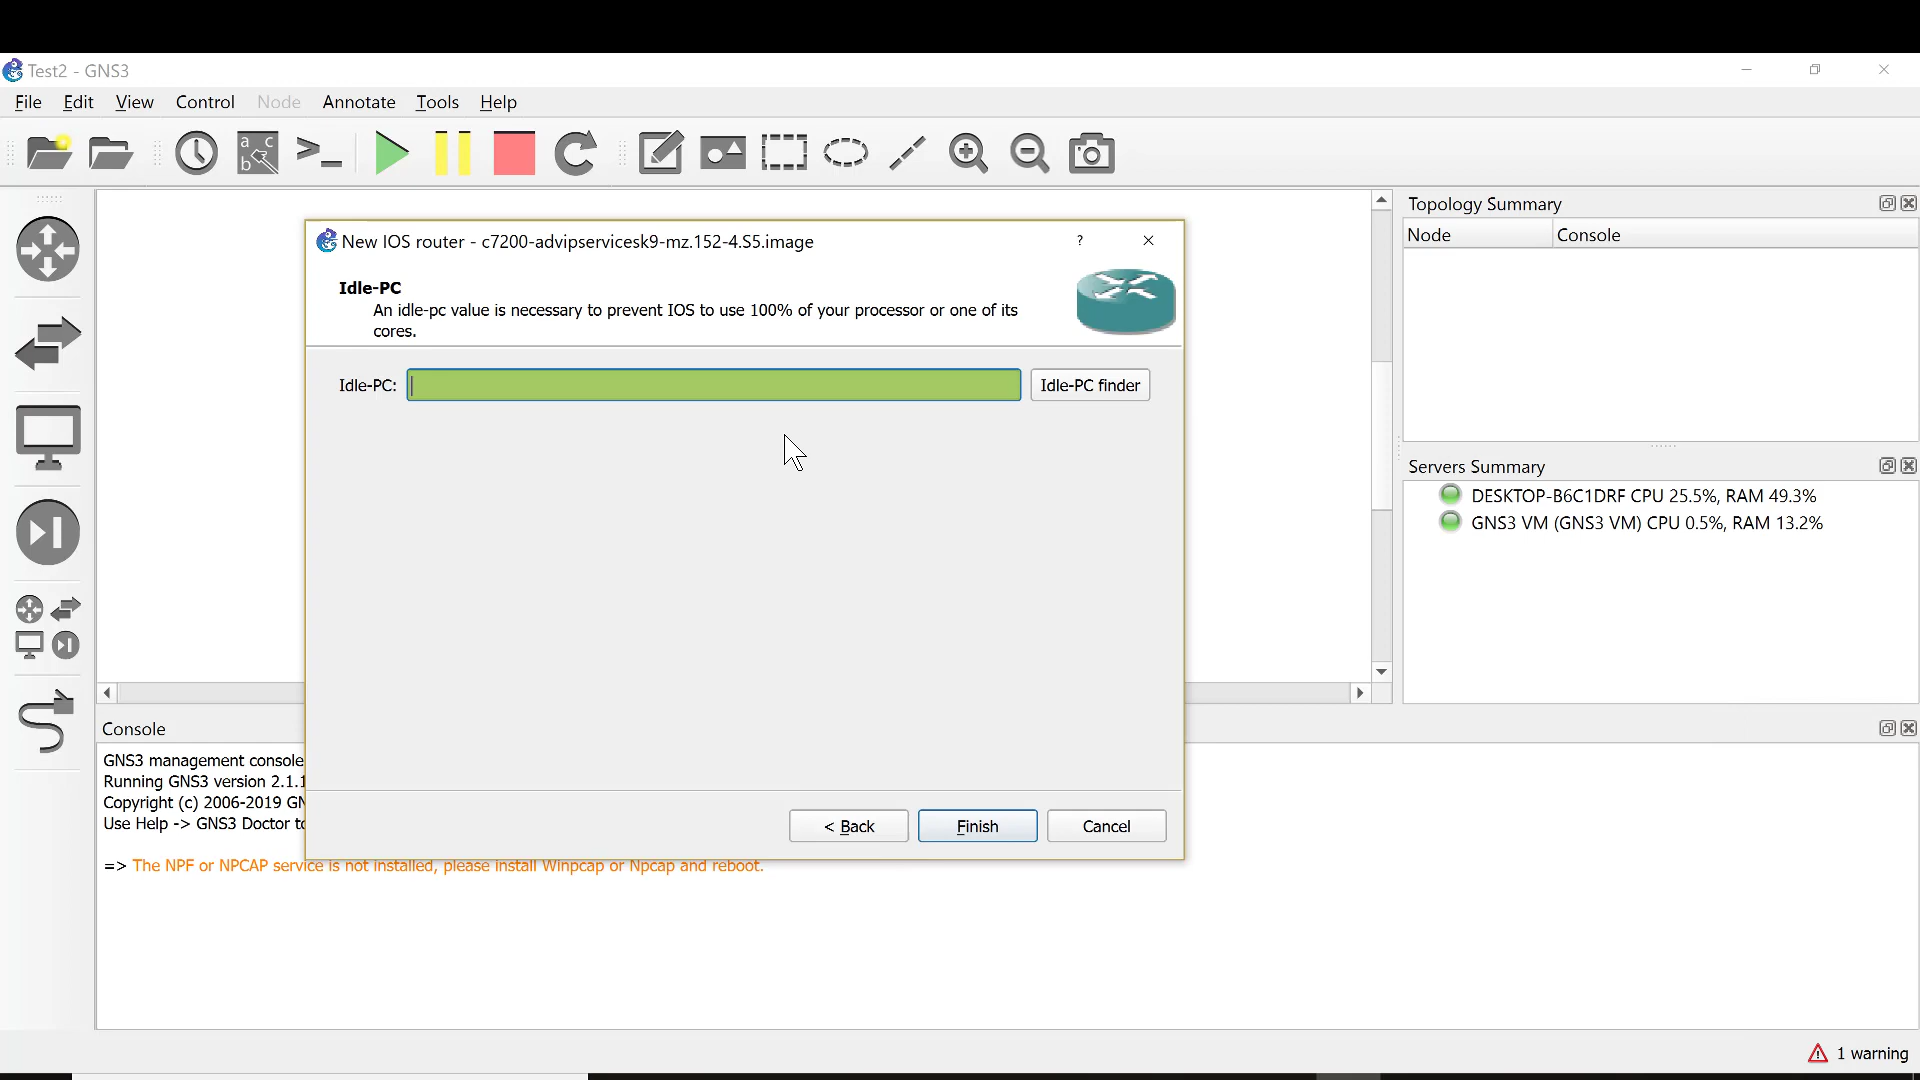 Test2 - GNS3
File Edit View Control Node Annotate Tools Help
a c
b
New IOS router - c7200-advipservicesk9-mz.152-4.S5.image
?
Idle-PC
An idle-pc value is necessary to prevent IOS to use 100% of your processor or one of its
cores.
Idle-PC:
Idle-PC finder
< Back
Finish
Cancel
Topology Summary
Node Console
Servers Summary
DESKTOP-B6C1DRF CPU 25.5%, RAM 49.3%
GNS3 VM (GNS3 VM) CPU 0.5%, RAM 13.2%
Console
GNS3 management console
Running GNS3 version 2.1.1
Copyright (c) 2006-2019
Use Help -> GNS3 Doctor
=> The NPF or NPCAP service is not installed, please install Winpcap or Npcap and reboot.
1 warning